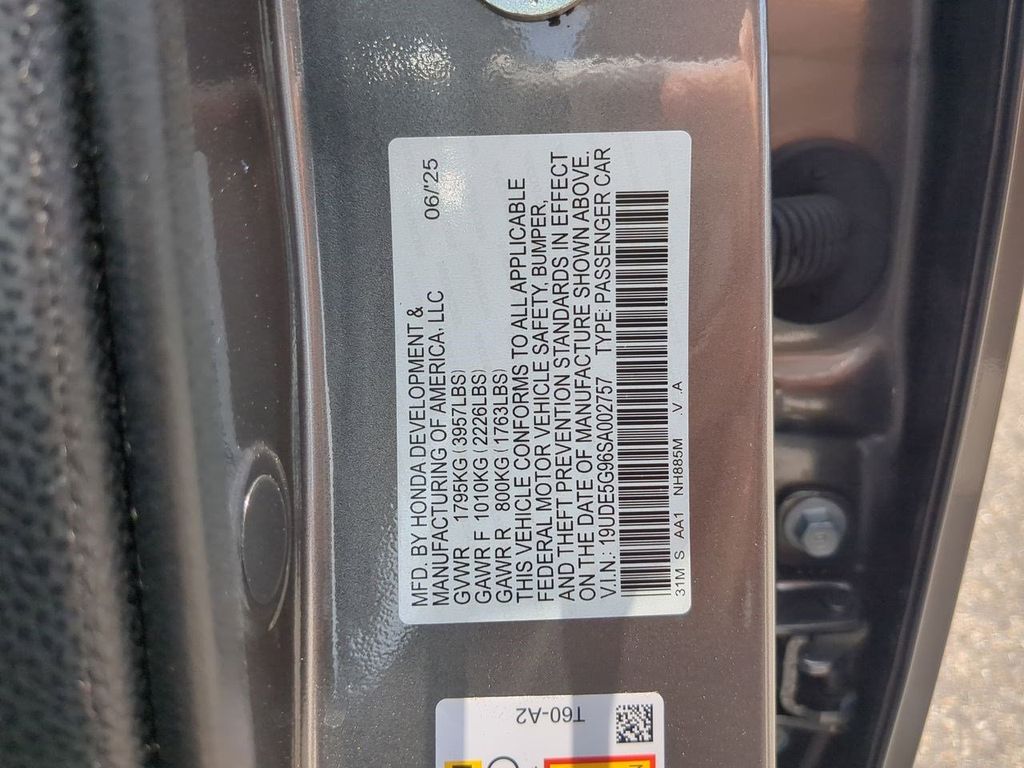 MFD. BY HONDA DEVELOPMENT &
MANUFACTURING OF AMERICA, LLC 06/'25
GVWR 1795KG (3957LBS)
GAWR F 1010KG (2226LBS)
GAWR R 800KG (1763LBS)
THIS VEHICLE CONFORMS TO ALL APPLICABLE
FEDERAL MOTOR VEHICLE SAFETY, BUMPER,
AND THEFT PREVENTION STANDARDS IN EFFECT
ON THE DATE OF MANUFACTURE SHOWN ABOVE.
V.I.N.: 19UDE5G96SA002757 TYPE: PASSENGER CAR
31M S AA1 NH885M V A
T60-A2